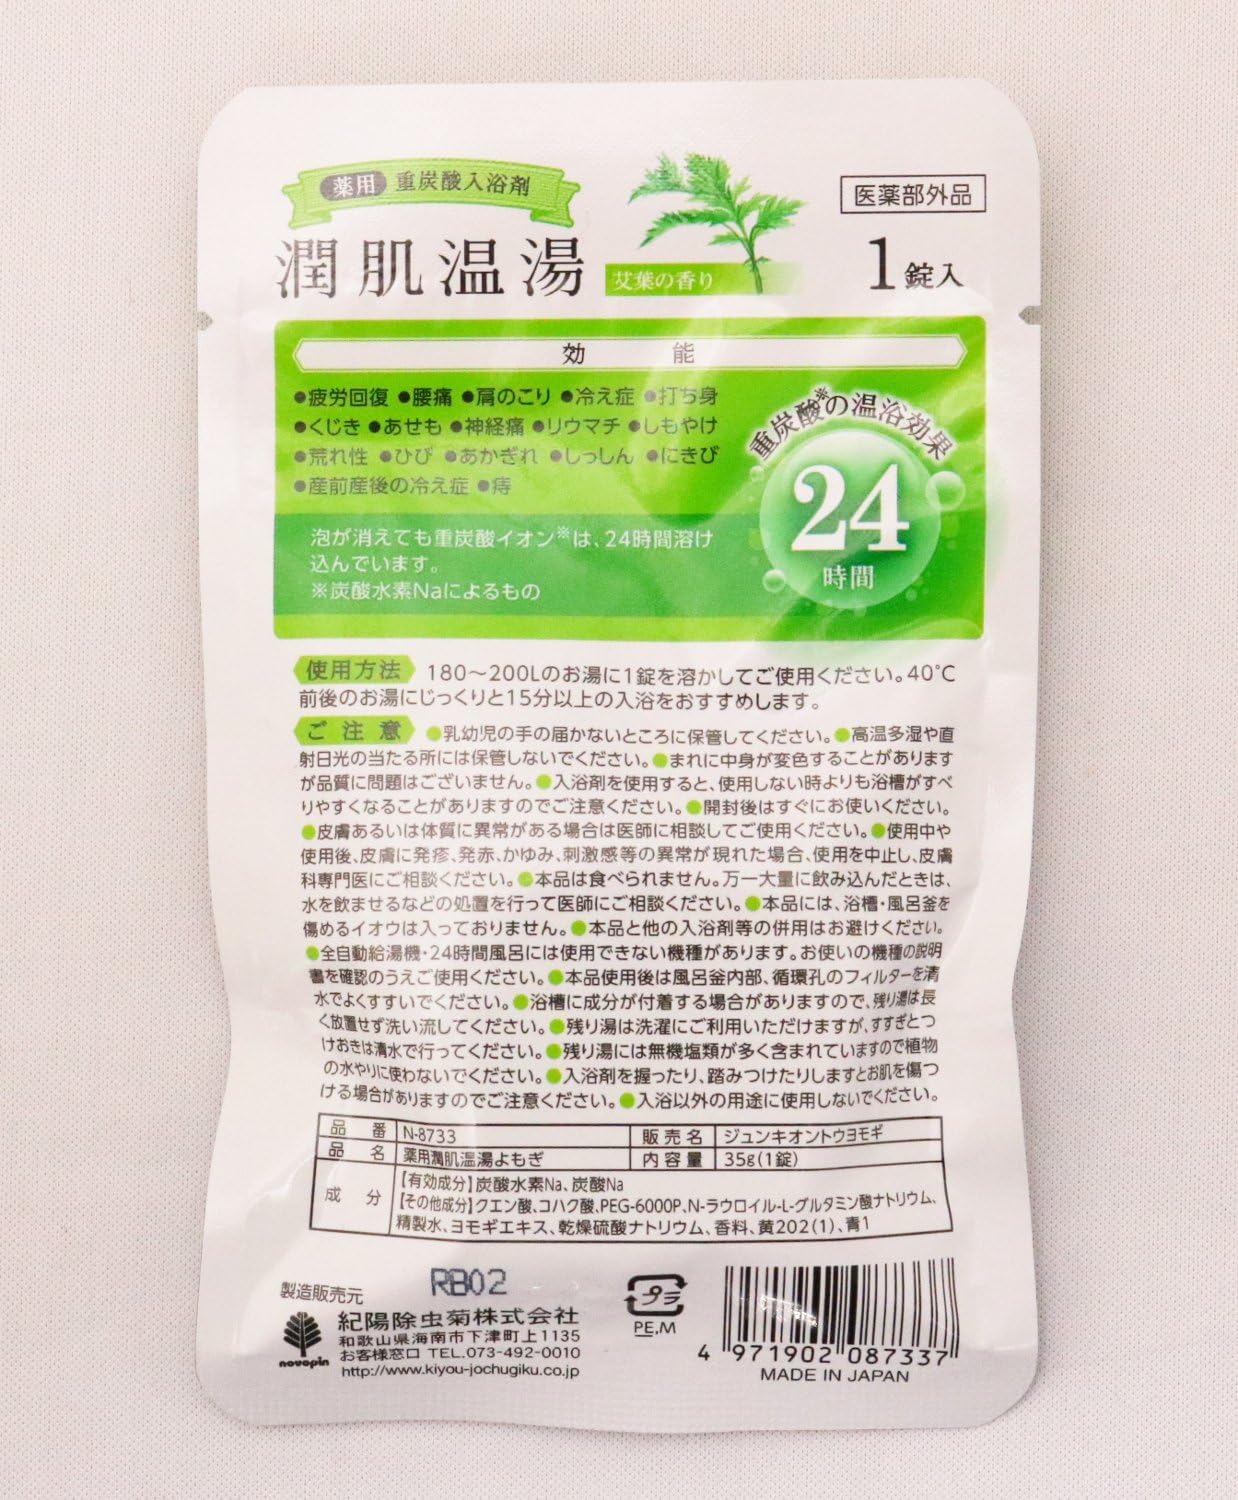 薬用 重炭酸入浴剤
潤肌温湯
艾葉の香り
医薬部外品
1錠入
効能
●疲労回復 ●腰痛 ●肩のこり ●冷え症 ●打ち身
●くじき ●あせも ●神経痛 ●リウマチ ●しもやけ
●荒れ性 ●ひび ●あかぎれ ●しっしん ●にきび
●産前産後の冷え症 ●痔
重炭酸※の温浴効果
24
時間
泡が消えても重炭酸イオン※は、24時間溶け
込んでいます。
※炭酸水素Naによるもの
使用方法 180〜200Lのお湯に1錠を溶かしてご使用ください。40℃
前後のお湯にじっくりと15分以上の入浴をおすすめします。
ご注意 ●乳幼児の手の届かないところに保管してください。●高温多湿や直
射日光の当たる所には保管しないでください。●まれに中身が変色することがあります
が品質に問題はございません。●入浴剤を使用すると、使用しない時よりも浴槽がすべ
りやすくなることがありますのでご注意ください。●開封後はすぐにお使いください。
●皮膚あるいは体質に異常がある場合は医師に相談してご使用ください。●使用中や
使用後、皮膚に発疹、発赤、かゆみ、刺激感等の異常が現れた場合、使用を中止し、皮膚
科専門医にご相談ください。●本品は食べられません。万一大量に飲み込んだときは、
水を飲ませるなどの処置を行って医師にご相談ください。●本品には、浴槽・風呂釜を
傷めるイオウは入っておりません。●本品と他の入浴剤等の併用はお避けください。
●全自動給湯機・24時間風呂には使用できない機種があります。お使いの機種の説明
書を確認のうえご使用ください。●本品使用後は風呂釜内部、循環孔のフィルターを清
水でよくすすいでください。●浴槽に成分が付着する場合がありますので、残り湯は長
く放置せず洗い流してください。●残り湯は洗濯にご利用いただけますが、すすぎとつ
けおきは清水で行ってください。●残り湯には無機塩類が多く含まれていますので植物
の水やりに使わないでください。●入浴剤を握ったり、踏みつけたりしますとお肌を傷つ
ける場合がありますのでご注意ください。●入浴以外の用途に使用しないでください。
品番 N-8733 販売名 ジュンキオントウヨモギ
品名 薬用潤肌温湯よもぎ 内容量 35g(1錠)
成分 【有効成分】炭酸水素Na、炭酸Na
【その他成分】クエン酸、コハク酸、PEG-6000P、N-ラウロイル-L-グルタミン酸ナトリウム、
精製水、ヨモギエキス、乾燥硫酸ナトリウム、香料、黄202(1)、青1
RB02
製造販売元
紀陽除虫菊株式会社
和歌山県海南市下津町上1135
お客様窓口 TEL.073-492-0010
http://www.kiyou-jochugiku.co.jp
novopin
プラ
PE,M
4 971902 087337
MADE IN JAPAN